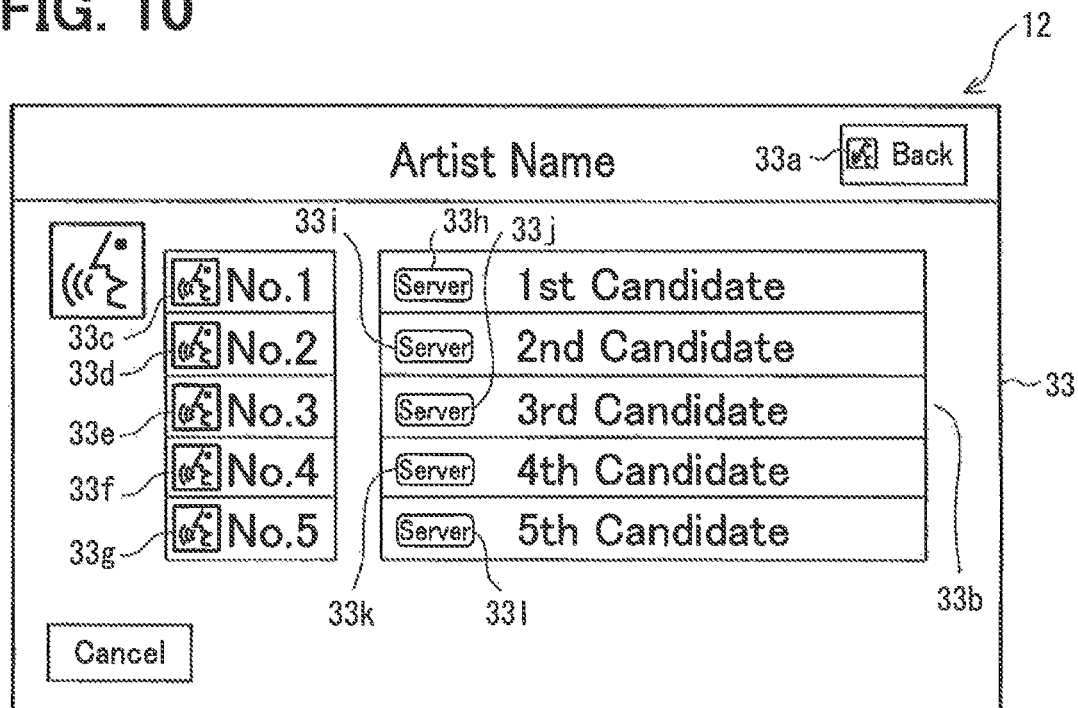 FIG. 10
12
Artist Name
33a
Back
33i
33h
33j
No.1
Server
1st Candidate
33c
No.2
Server
2nd Candidate
33d
33
No.3
Server
3rd Candidate
33e
No.4
Server
4th Candidate
33f
No.5
Server
5th Candidate
33g
33k
33l
33b
Cancel